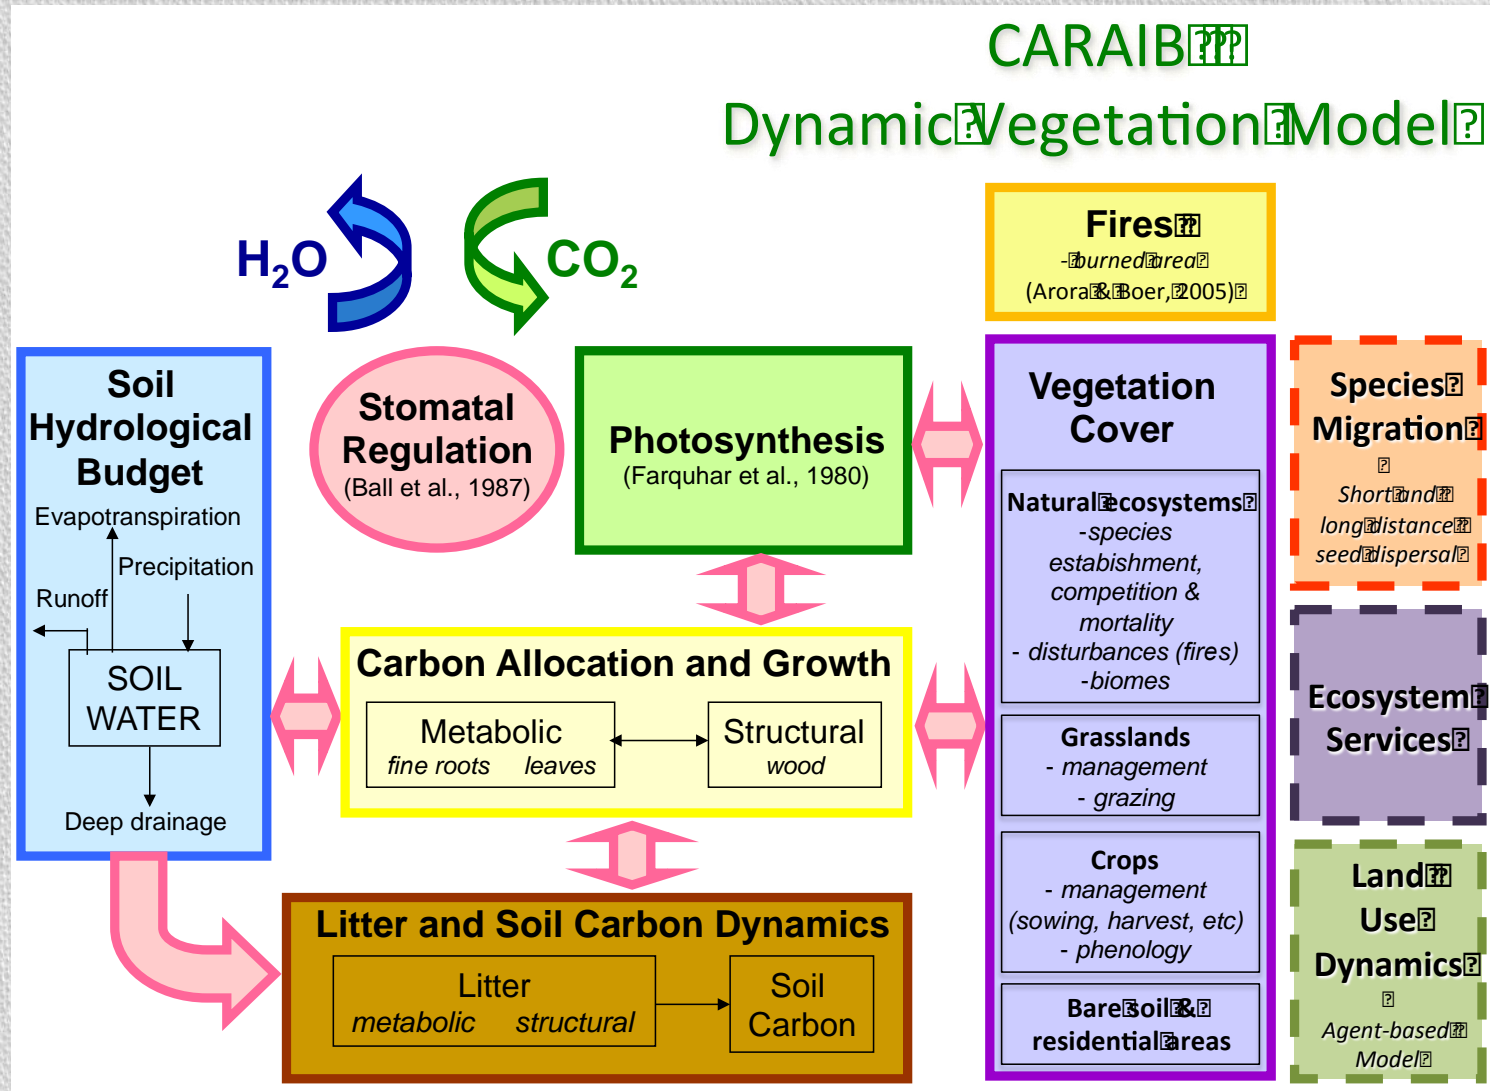 CARAIB
Dynamic Vegetation Model
H₂O
CO₂
Fires
- burned area
(Arora & Boer, 2005)
Soil
Hydrological
Budget
Evapotranspiration
Precipitation
Runoff
SOIL
WATER
Deep drainage
Stomatal
Regulation
(Ball et al., 1987)
Photosynthesis
(Farquhar et al., 1980)
Carbon Allocation and Growth
Metabolic
fine roots leaves
Structural
wood
Litter and Soil Carbon Dynamics
Litter
metabolic structural
Soil
Carbon
Vegetation
Cover
Natural ecosystems
-species
estabishment,
competition &
mortality
- disturbances (fires)
-biomes
Grasslands
- management
- grazing
Crops
- management
(sowing, harvest, etc)
- phenology
Bare soil &
residential areas
Species
Migration
Short and
long distance
seed dispersal
Ecosystem
Services
Land
Use
Dynamics
Agent-based
Model